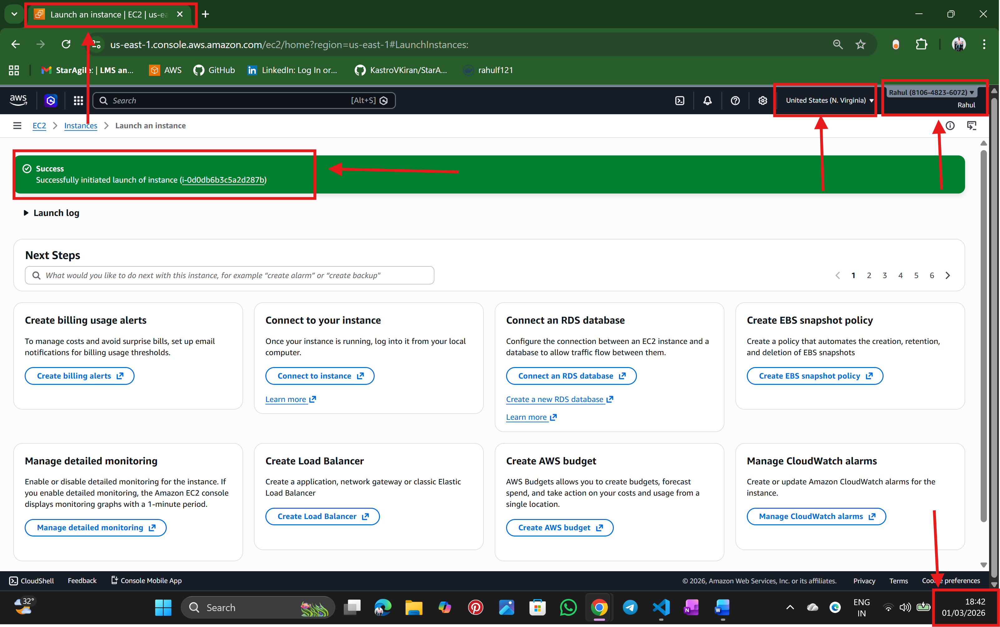 Launch an instance | EC2 | us-ea
us-east-1.console.aws.amazon.com/ec2/home?region=us-east-1#LaunchInstances:
StarAgile: | LMS an...
AWS
GitHub
LinkedIn: Log In or...
KastroVKiran/StarA...
rahulf121
aws
Search
[Alt+S]
United States (N. Virginia)
Rahul (8106-4823-6072)
Rahul
EC2
Instances
Launch an instance
Success
Successfully initiated launch of instance (i-0d0db6b3c5a2d287b)
Launch log
Next Steps
What would you like to do next with this instance, for example “create alarm” or “create backup"
1 2 3 4 5 6
Create billing usage alerts
To manage costs and avoid surprise bills, set up email
notifications for billing usage thresholds.
Create billing alerts
Connect to your instance
Once your instance is running, log into it from your local
computer.
Connect to instance
Learn more
Connect an RDS database
Configure the connection between an EC2 instance and a
database to allow traffic flow between them.
Connect an RDS database
Create a new RDS database
Learn more
Create EBS snapshot policy
Create a policy that automates the creation, retention,
and deletion of EBS snapshots
Create EBS snapshot policy
Manage detailed monitoring
Enable or disable detailed monitoring for the instance. If
you enable detailed monitoring, the Amazon EC2 console
displays monitoring graphs with a 1-minute period.
Manage detailed monitoring
Create Load Balancer
Create a application, network gateway or classic Elastic
Load Balancer
Create Load Balancer
Create AWS budget
AWS Budgets allows you to create budgets, forecast
spend, and take action on your costs and usage from a
single location.
Create AWS budget
Manage CloudWatch alarms
Create or update Amazon CloudWatch alarms for the
instance.
Manage CloudWatch alarms
CloudShell
Feedback
Console Mobile App
© 2026, Amazon Web Services, Inc. or its affiliates.
Privacy
Terms
Cookie preferences
32°
Search
ENG
IN
18:42
01/03/2026